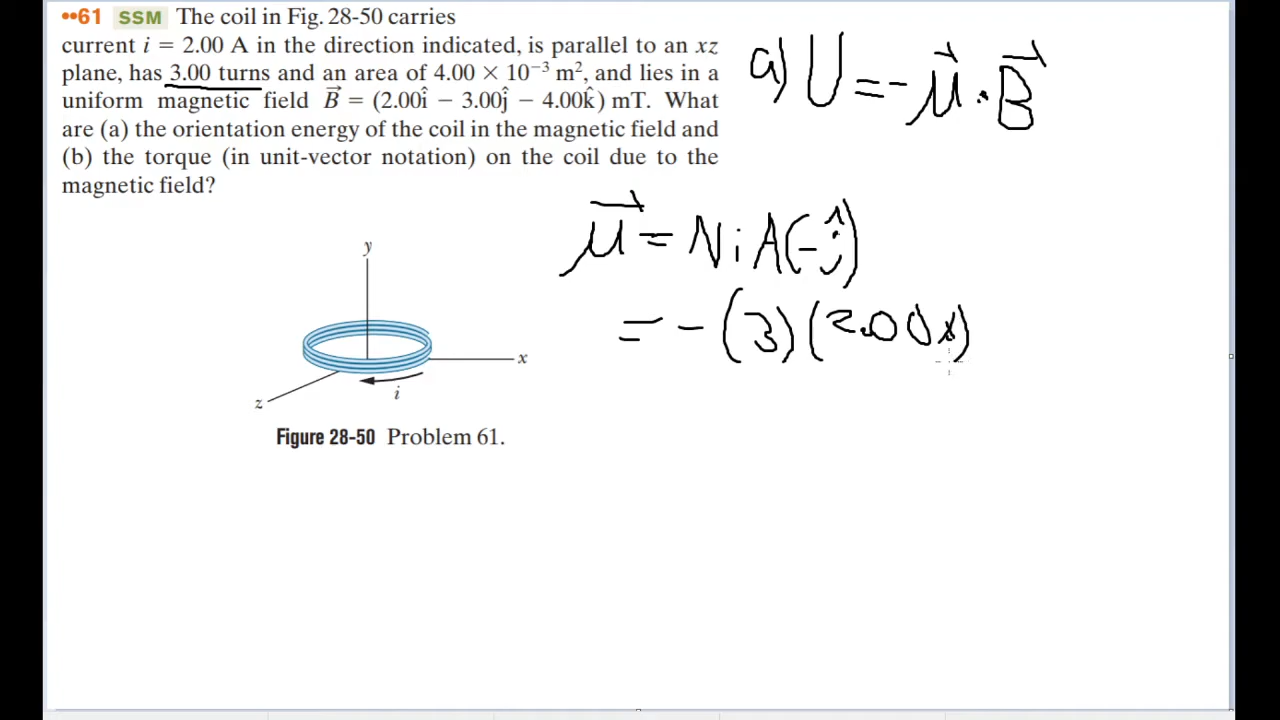 ••61 SSM The coil in Fig. 28-50 carries
current i = 2.00 A in the direction indicated, is parallel to an xz
plane, has 3.00 turns and an area of 4.00 × 10⁻³ m², and lies in a
uniform magnetic field B⃗ = (2.00î − 3.00ĵ − 4.00k̂) mT. What
are (a) the orientation energy of the coil in the magnetic field and
(b) the torque (in unit-vector notation) on the coil due to the
magnetic field?
a) U = -μ⃗ · B⃗
μ⃗ = NiA(-ĵ)
= -(3)(2.00
y
x
z
i
Figure 28-50 Problem 61.